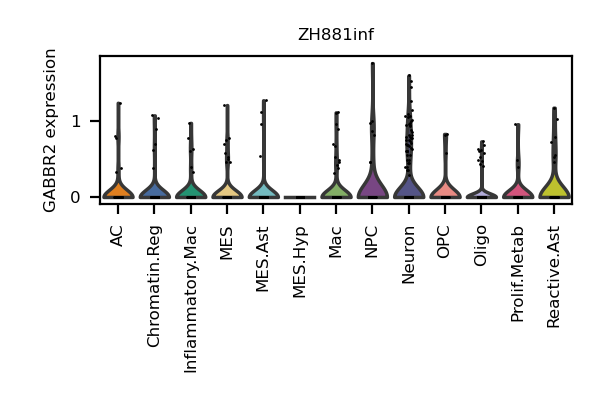 ZH881inf
GABBR2 expression
1
0
AC
Chromatin.Reg
Inflammatory.Mac
MES
MES.Ast
MES.Hyp
Mac
NPC
Neuron
OPC
Oligo
Prolif.Metab
Reactive.Ast